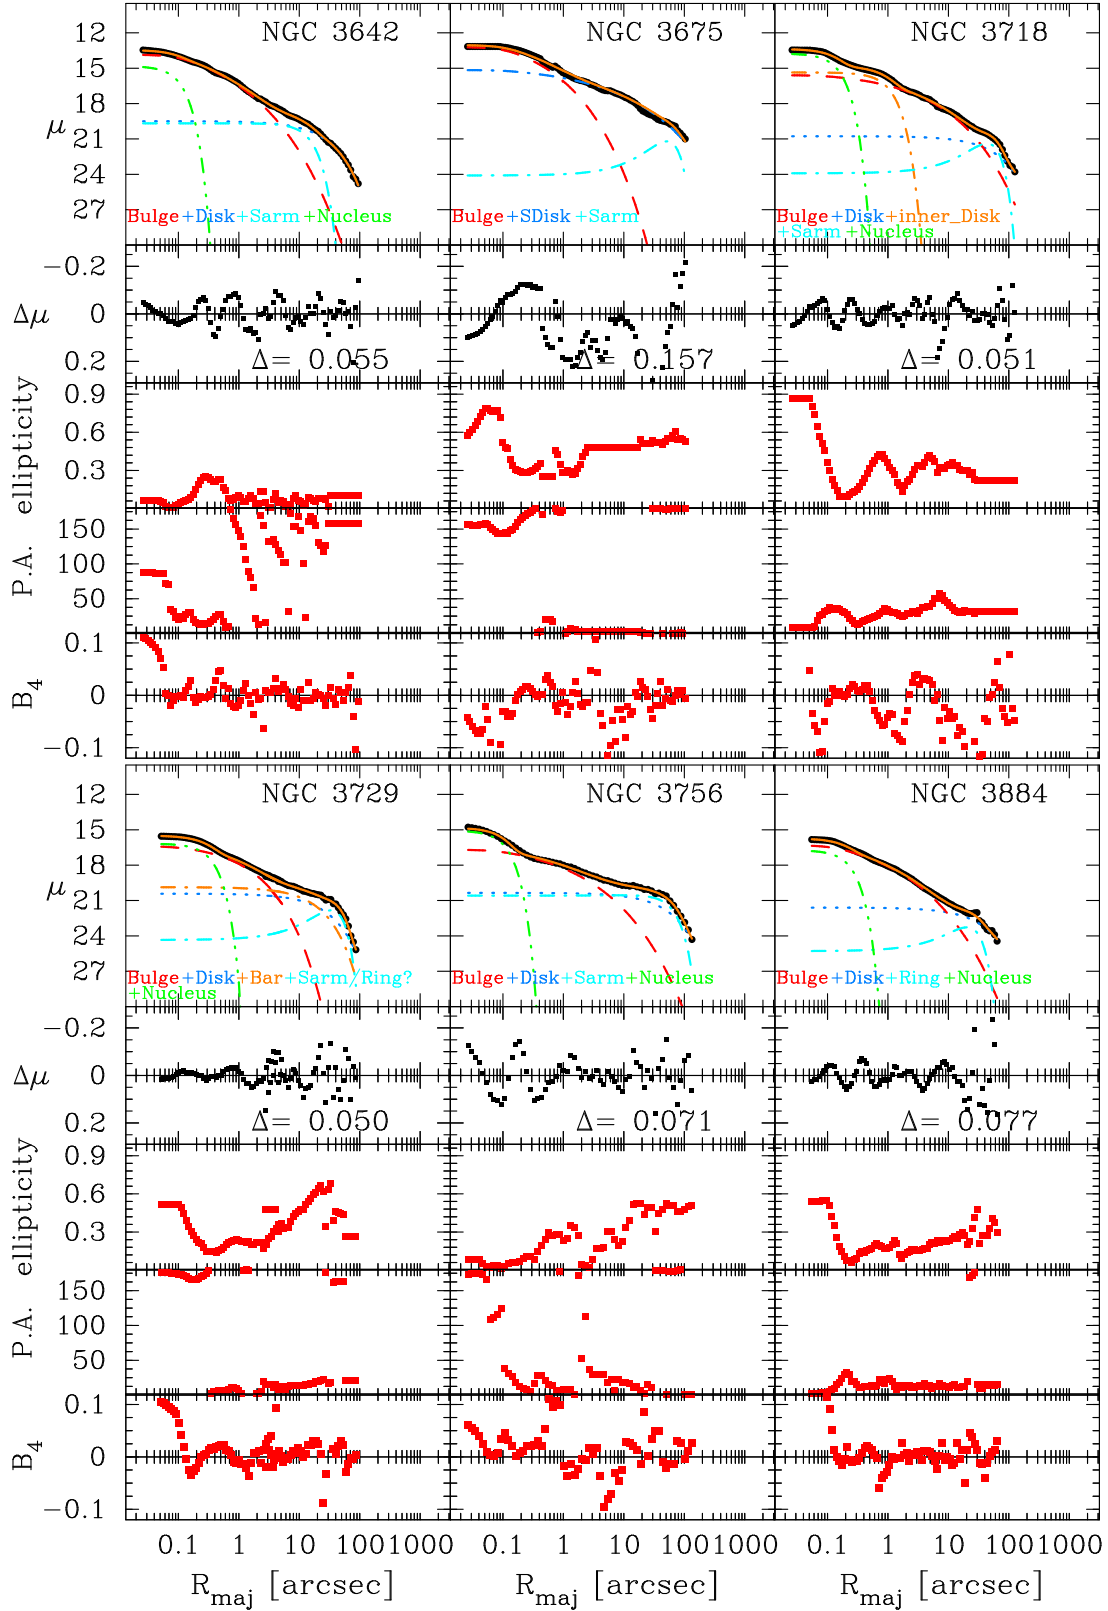 NGC 3642 NGC 3675 NGC 3718
12
15
18
μ
21
24
27
Bulge+Disk+Sarm+Nucleus Bulge+SDisk+Sarm Bulge+Disk+inner_Disk
+Sarm+Nucleus
−0.2
Δμ 0
0.2
Δ= 0.055 Δ= 0.157 Δ= 0.051
ellipticity
0.9
0.6
0.3
P.A.
150
100
50
B4
0.1
0
−0.1
NGC 3729 NGC 3756 NGC 3884
12
15
18
μ
21
24
27
Bulge+Disk+Bar+Sarm/Ring? Bulge+Disk+Sarm+Nucleus Bulge+Disk+Ring+Nucleus
+Nucleus
−0.2
Δμ 0
0.2
Δ= 0.050 Δ= 0.071 Δ= 0.077
ellipticity
0.9
0.6
0.3
P.A.
150
100
50
B4
0.1
0
−0.1
0.1 1 10 100 1000 0.1 1 10 100 1000 0.1 1 10 100 1000
Rmaj [arcsec] Rmaj [arcsec] Rmaj [arcsec]